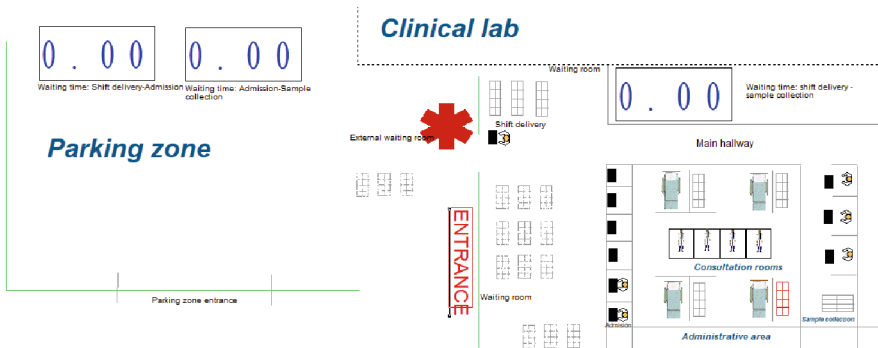 0.00
0.00
Waiting time: Shift delivery-Admission
Waiting time: Admission-Sample
collection
Parking zone
Parking zone entrance
Clinical lab
Waiting room
0.00
Waiting time: shift delivery -
sample collection
Shift delivery
External waiting room
Main hallway
ENTRANCE
Waiting room
Consultation rooms
Admision
Sample collection
Administrative area